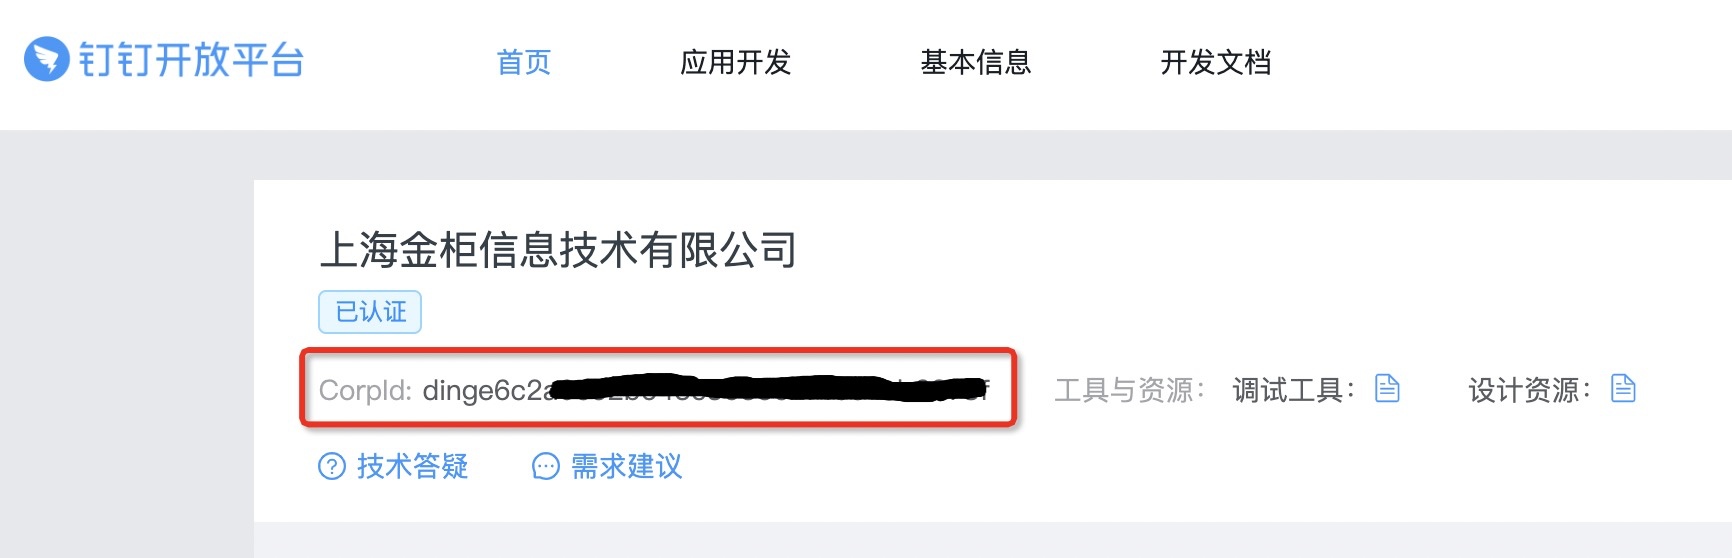 钉钉开放平台 首页 应用开发 基本信息 开发文档
上海金柜信息技术有限公司
已认证
CorpId: dinge6c2a
工具与资源: 调试工具: 设计资源:
技术答疑 需求建议